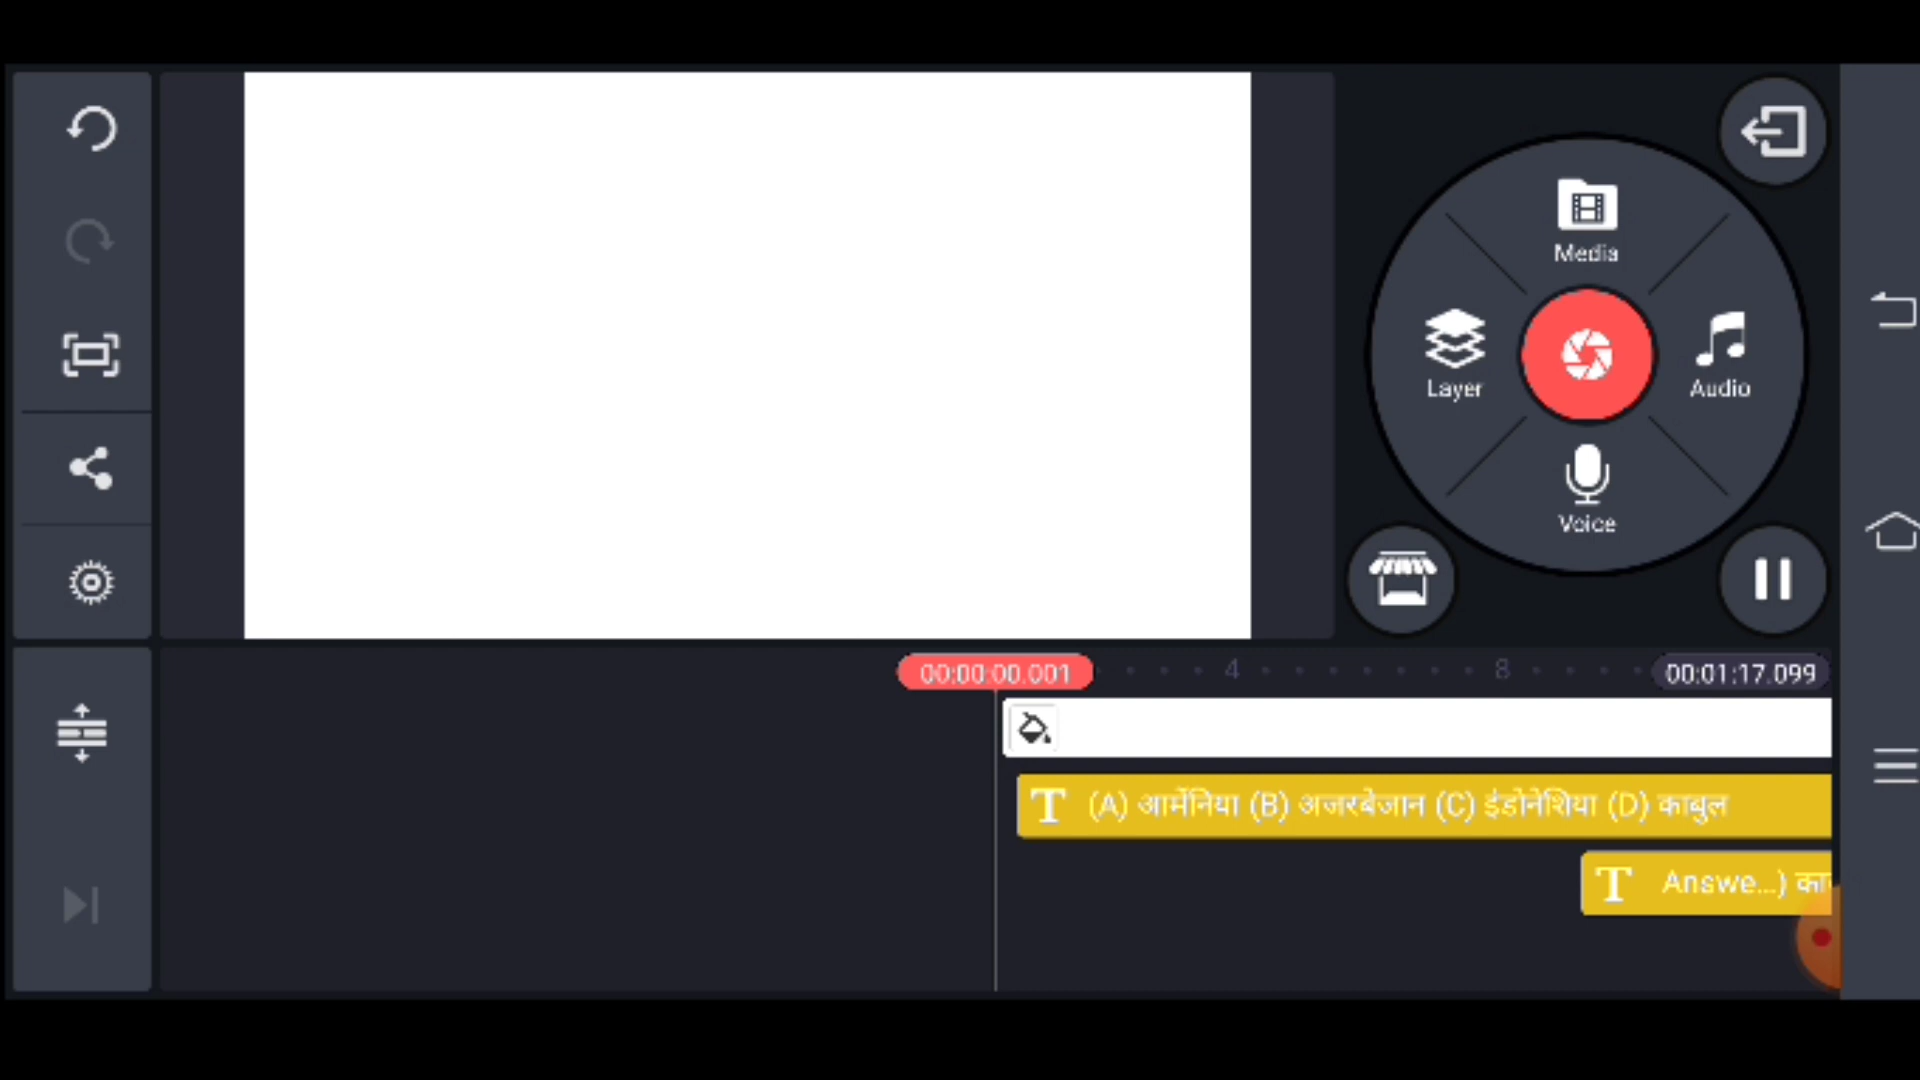 Media
Layer
Audio
Voice
00:00:00.001
4
8
00:01:17.099
T (A) आर्मेनिया (B) अजरबेजान (C) इंडोनेशिया (D) काबुल
T Answe...) का